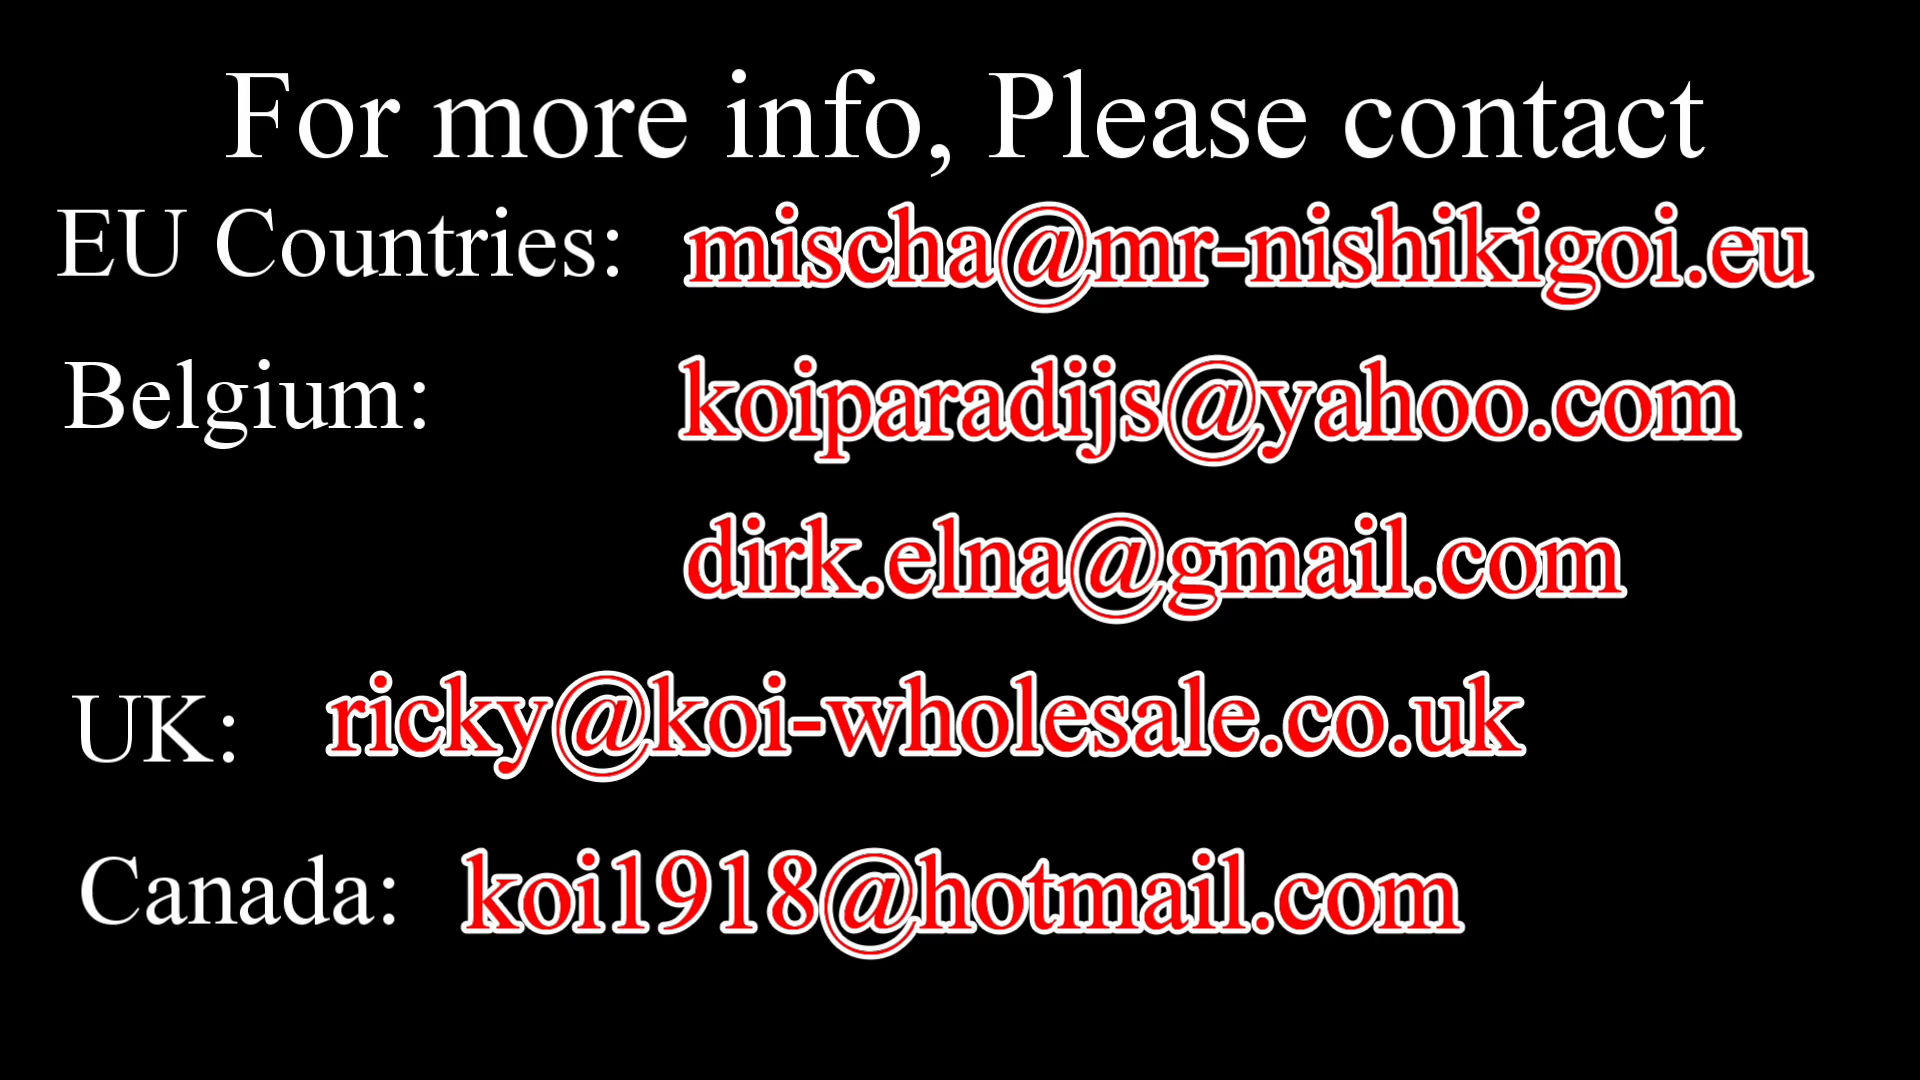 For more info, Please contact
EU Countries: mischa@mr-nishikigoi.eu
Belgium: koiparadijs@yahoo.com
dirk.elna@gmail.com
UK: ricky@koi-wholesale.co.uk
Canada: koi1918@hotmail.com